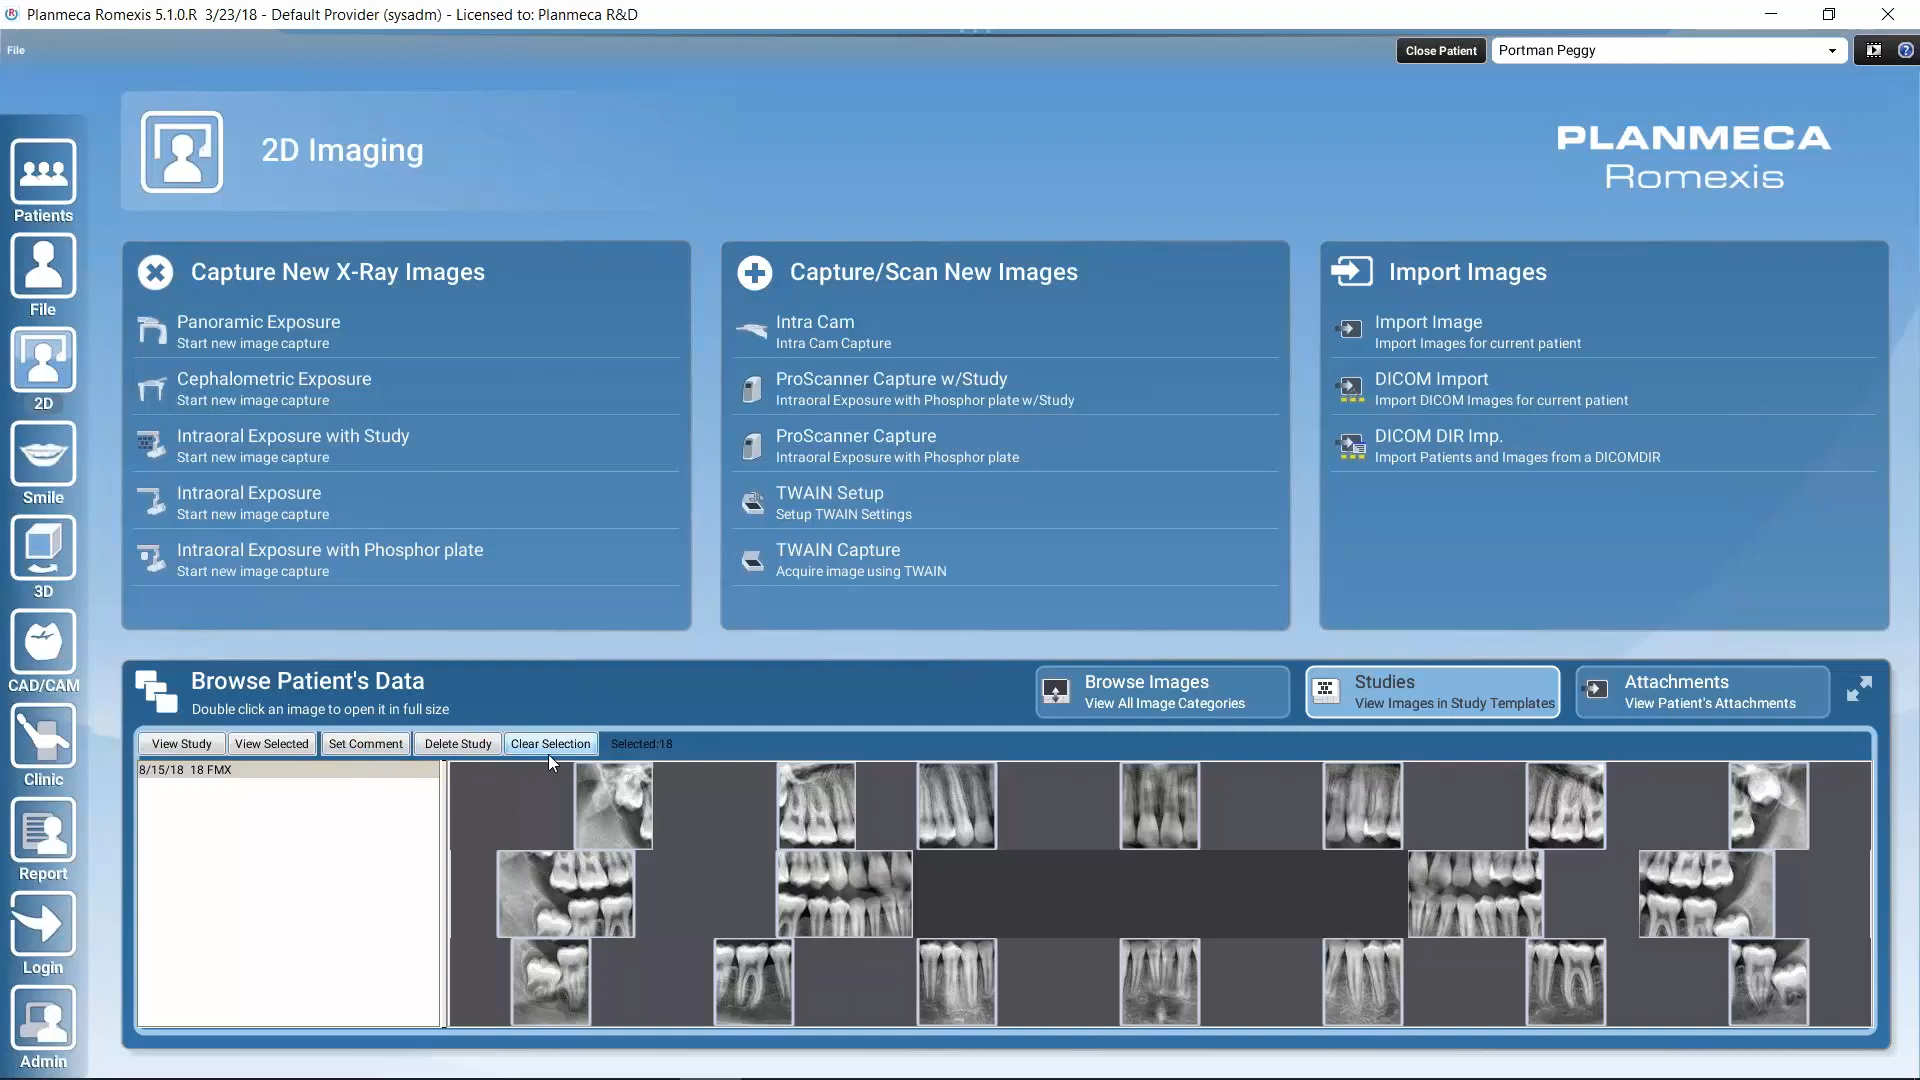 Planmeca Romexis 5.1.0.R  3/23/18 - Default Provider (sysadm) - Licensed to: Planmeca R&D
File
Close Patient
Portman Peggy
2D Imaging
PLANMECA
Romexis
Patients
File
2D
Smile
3D
CAD/CAM
Clinic
Report
Login
Admin
Capture New X-Ray Images
Panoramic Exposure
Start new image capture
Cephalometric Exposure
Start new image capture
Intraoral Exposure with Study
Start new image capture
Intraoral Exposure
Start new image capture
Intraoral Exposure with Phosphor plate
Start new image capture
Capture/Scan New Images
Intra Cam
Intra Cam Capture
ProScanner Capture w/Study
Intraoral Exposure with Phosphor plate w/Study
ProScanner Capture
Intraoral Exposure with Phosphor plate
TWAIN Setup
Setup TWAIN Settings
TWAIN Capture
Acquire image using TWAIN
Import Images
Import Image
Import Images for current patient
DICOM Import
Import DICOM Images for current patient
DICOM DIR Imp.
Import Patients and Images from a DICOMDIR
Browse Patient's Data
Double click an image to open it in full size
Browse Images
View All Image Categories
Studies
View Images in Study Templates
Attachments
View Patient's Attachments
View Study
View Selected
Set Comment
Delete Study
Clear Selection
Selected:18
8/15/18  18 FMX